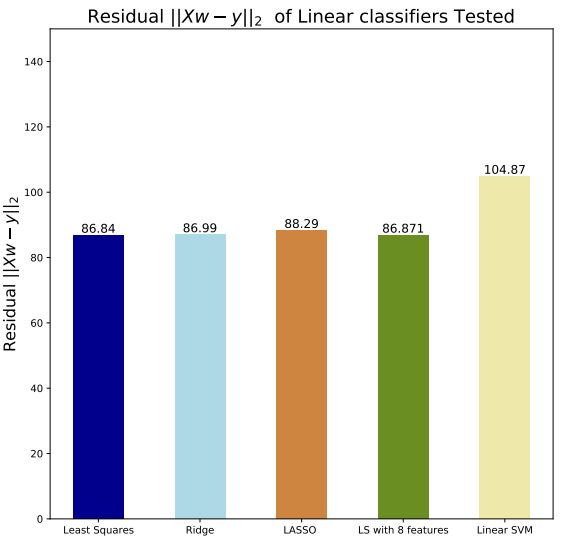 Residual ||Xw − y||₂ of Linear classifiers Tested
Residual ||Xw − y||₂
140
120
100
80
60
40
20
0
86.84
86.99
88.29
86.871
104.87
Least Squares
Ridge
LASSO
LS with 8 features
Linear SVM